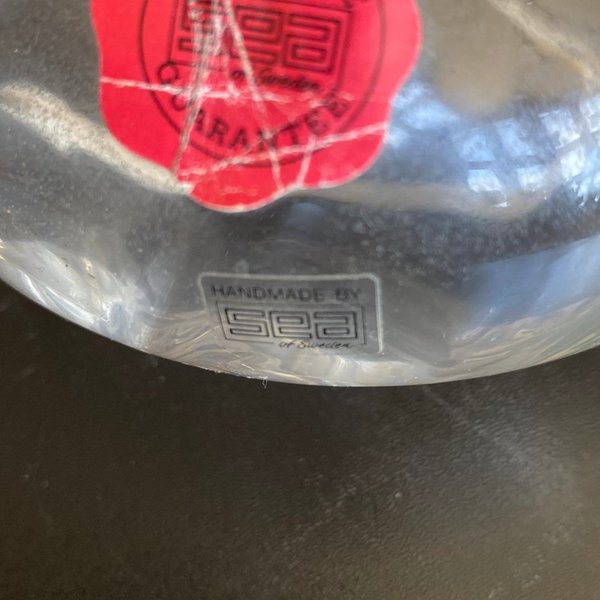 sea
of Sweden
GUARANTEE
HANDMADE BY
sea
of Sweden